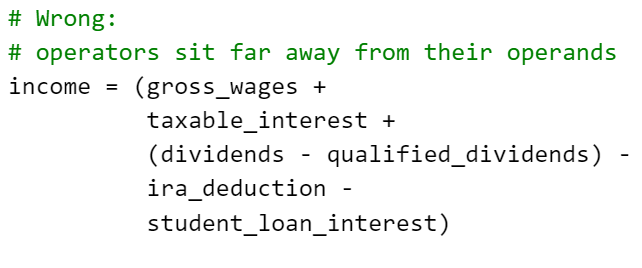 # Wrong:
# operators sit far away from their operands
income = (gross_wages +
          taxable_interest +
          (dividends - qualified_dividends) -
          ira_deduction -
          student_loan_interest)